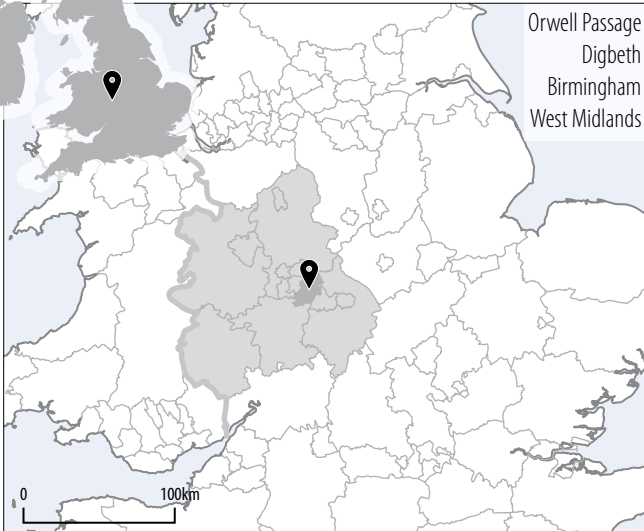 Orwell Passage
Digbeth
Birmingham
West Midlands
0 100km